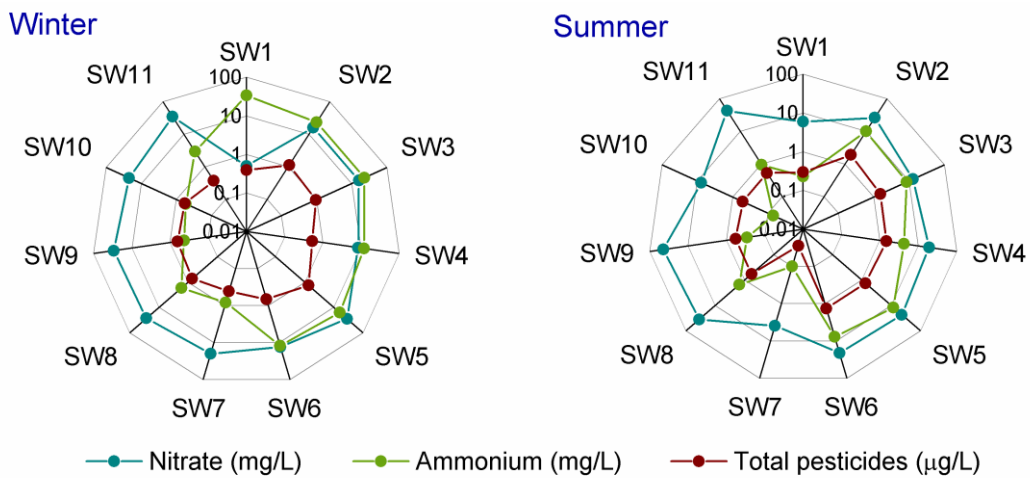 Winter
SW1
SW2
SW3
SW4
SW5
SW6
SW7
SW8
SW9
SW10
SW11
100
10
1
0.1
0.01
Summer
SW1
SW2
SW3
SW4
SW5
SW6
SW7
SW8
SW9
SW10
SW11
100
10
1
0.1
0.01
Nitrate (mg/L)
Ammonium (mg/L)
Total pesticides (μg/L)